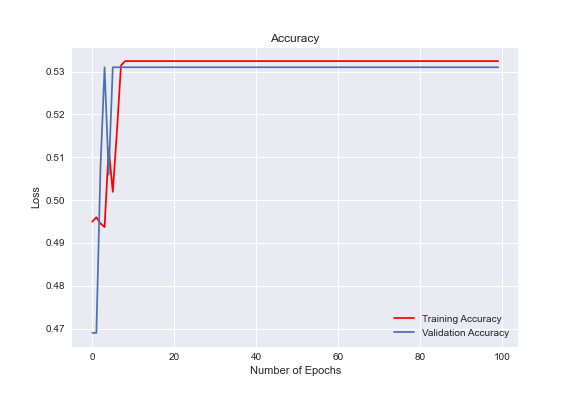 Accuracy
0.53
0.52
0.51
0.50
0.49
0.48
0.47
Loss
0
20
40
60
80
100
Number of Epochs
Training Accuracy
Validation Accuracy